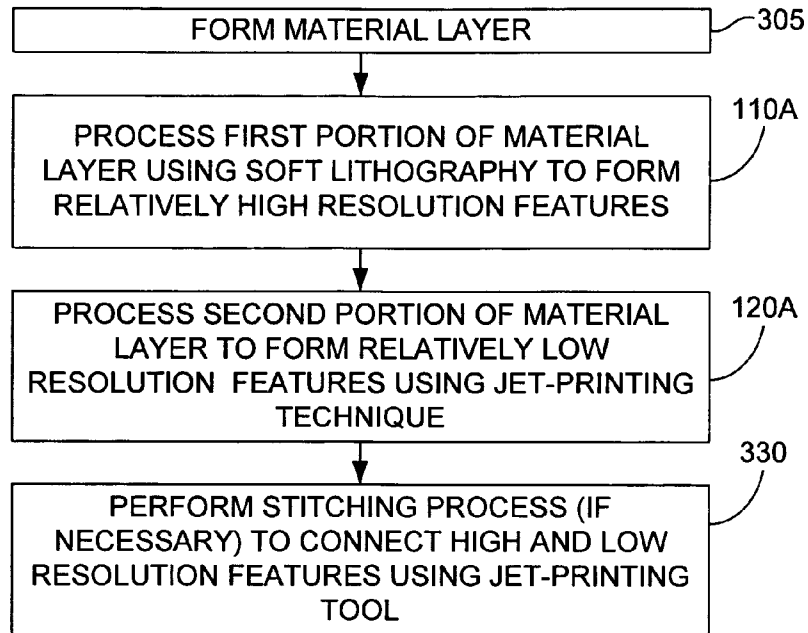 FORM MATERIAL LAYER
305
PROCESS FIRST PORTION OF MATERIAL
LAYER USING SOFT LITHOGRAPHY TO FORM
RELATIVELY HIGH RESOLUTION FEATURES
110A
PROCESS SECOND PORTION OF MATERIAL
LAYER TO FORM RELATIVELY LOW
RESOLUTION FEATURES USING JET-PRINTING
TECHNIQUE
120A
PERFORM STITCHING PROCESS (IF
NECESSARY) TO CONNECT HIGH AND LOW
RESOLUTION FEATURES USING JET-PRINTING
TOOL
330